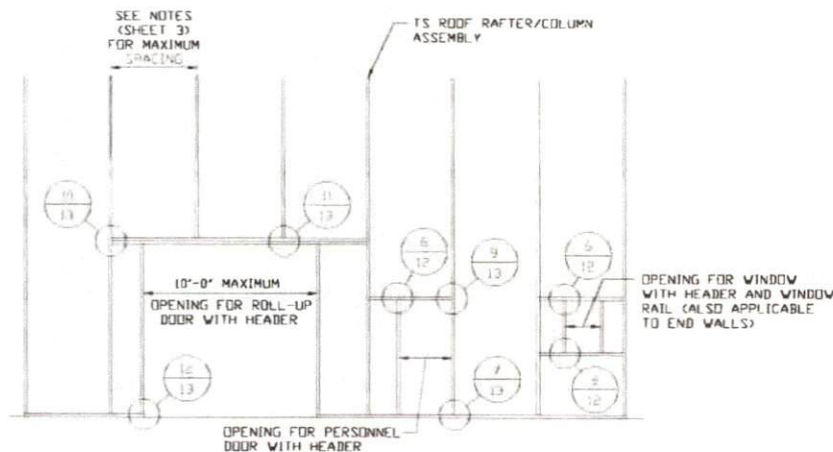 SEE NOTES
(SHEET 3)
FOR MAXIMUM
SPACING
TS ROOF RAFTER/COLUMN
ASSEMBLY
10
13
11
13
6
12
9
13
6
12
10'-0" MAXIMUM
OPENING FOR ROLL-UP
DOOR WITH HEADER
OPENING FOR WINDOW
WITH HEADER AND WINDOW
RAIL (ALSO APPLICABLE
TO END WALLS)
12
13
7
13
12
OPENING FOR PERSONNEL
DOOR WITH HEADER